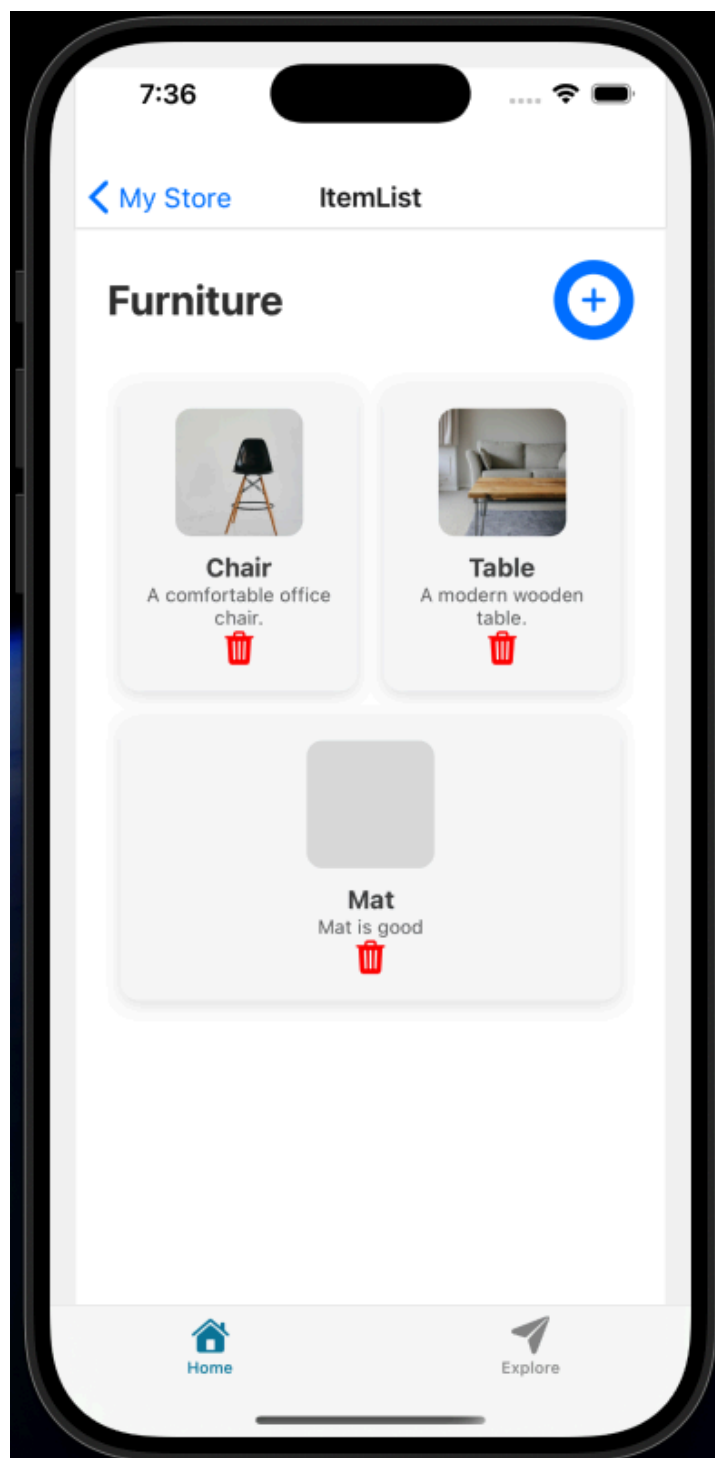 7:36
My Store
ItemList
Furniture
Chair
A comfortable office
chair.
Table
A modern wooden
table.
Mat
Mat is good
Home
Explore